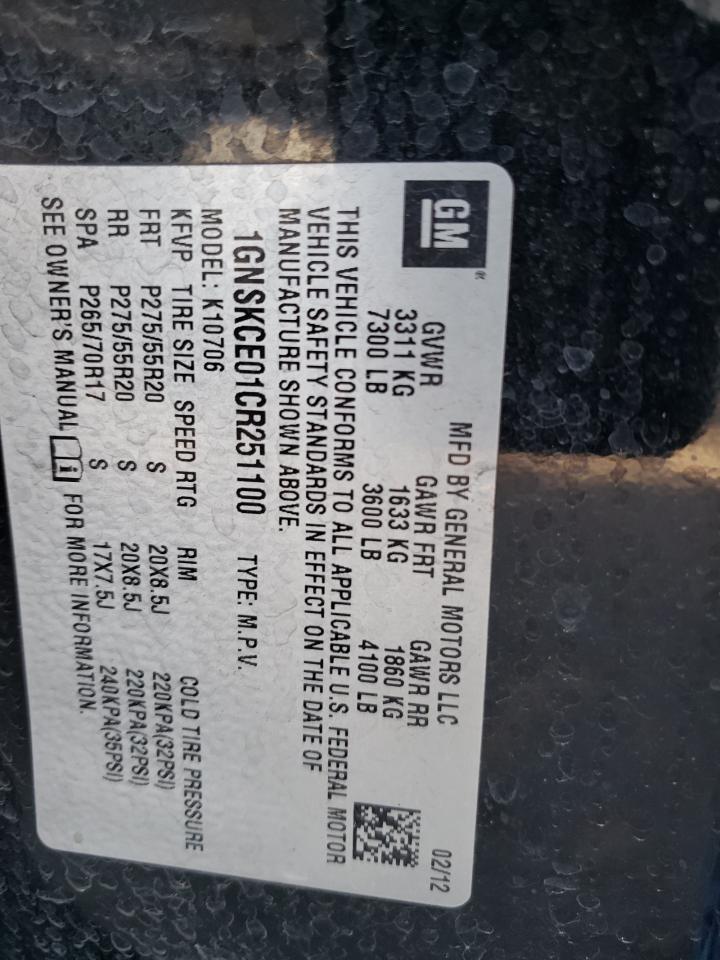 GM®
MFD BY GENERAL MOTORS LLC 02/12
GVWR GAWR FRT GAWR RR
3311 KG 1633 KG 1860 KG
7300 LB 3600 LB 4100 LB
THIS VEHICLE CONFORMS TO ALL APPLICABLE U.S. FEDERAL MOTOR
VEHICLE SAFETY STANDARDS IN EFFECT ON THE DATE OF
MANUFACTURE SHOWN ABOVE.
1GNSKCE01CR251100 TYPE: M.P.V.
MODEL: K10706
KFVP TIRE SIZE SPEED RTG RIM COLD TIRE PRESSURE
FRT P275/55R20 S 20X8.5J 220KPA(32PSI)
RR P275/55R20 S 20X8.5J 220KPA(32PSI)
SPA P265/70R17 S 17X7.5J 240KPA(35PSI)
SEE OWNER'S MANUAL i FOR MORE INFORMATION.